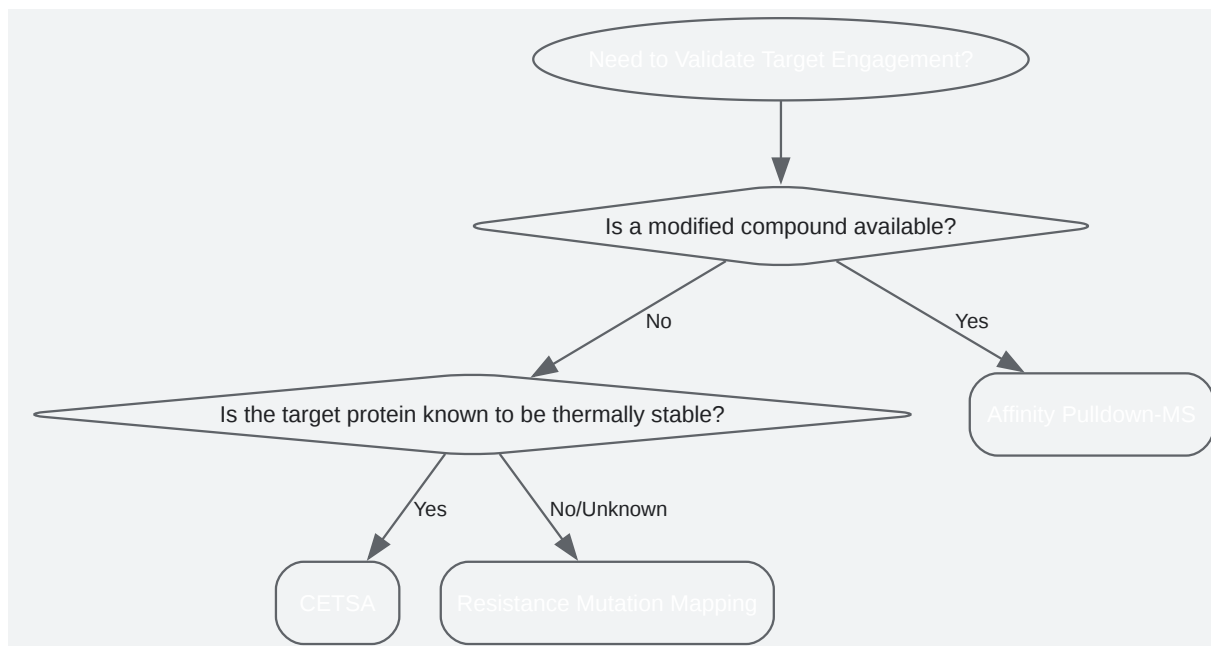 Need to Validate Target Engagement?
Is a modified compound available?
No
Yes
Is the target protein known to be thermally stable?
Affinity Pulldown-MS
Yes
No/Unknown
CETSA
Resistance Mutation Mapping